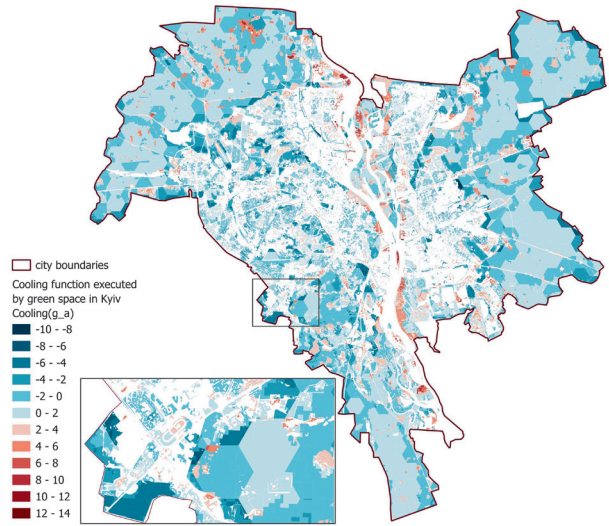 city boundaries
Cooling function executed
by green space in Kyiv
Cooling(g_a)
-10 - -8
-8 - -6
-6 - -4
-4 - -2
-2 - 0
0 - 2
2 - 4
4 - 6
6 - 8
8 - 10
10 - 12
12 - 14